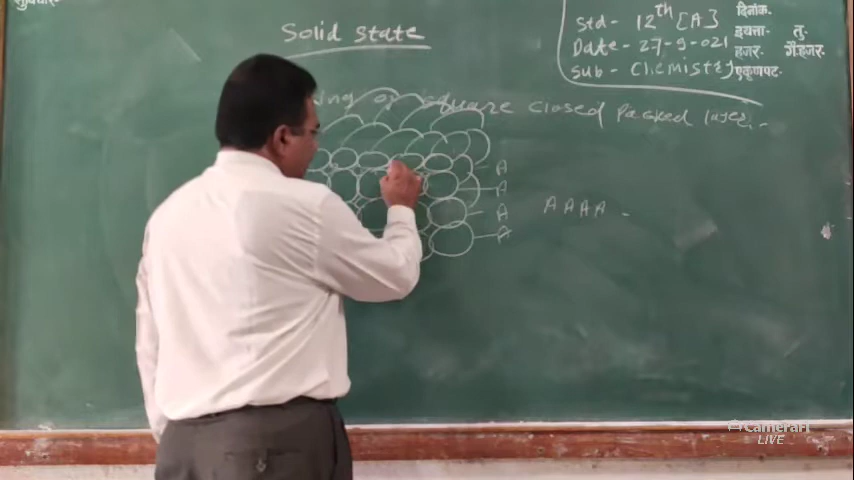 सुविचार:-
Solid state
Std- 12th [A]
Date- 27-9-021
Sub- Chemistry
दिनांक.
इयत्ता. तु.
हजर. गै.हजर.
एकुणपट.
square closed Packed layer.-
A
A
A
A
AAAA -
CameraFi
LIVE